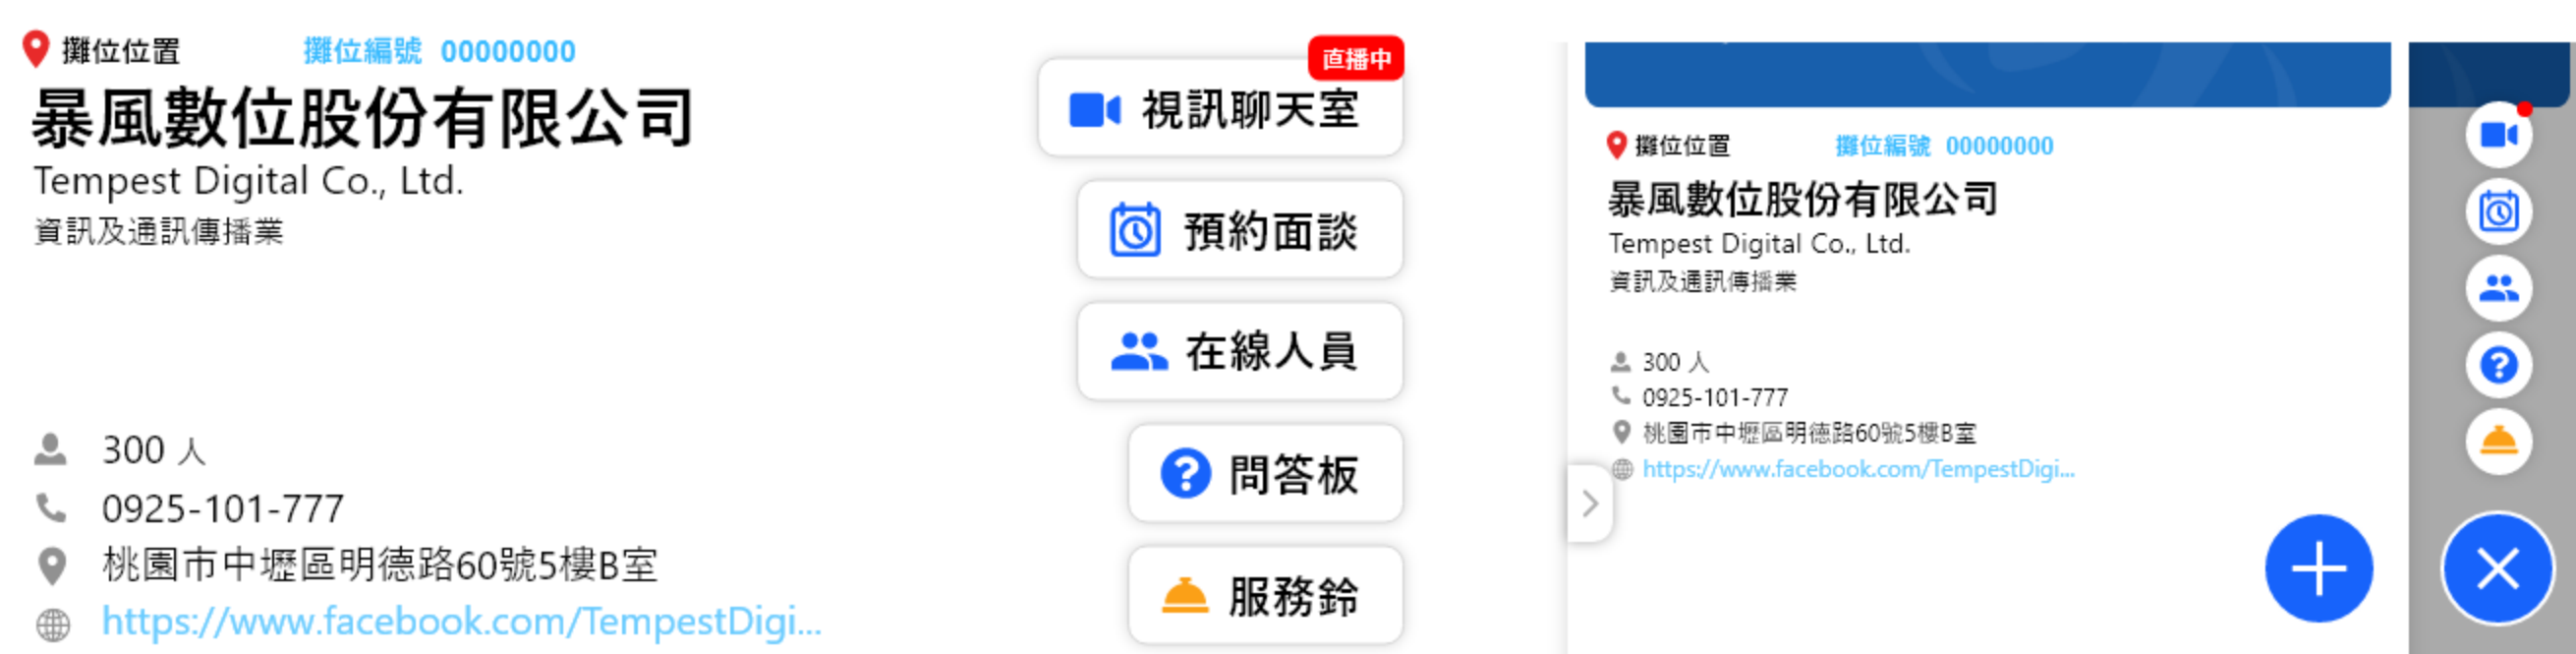 攤位位置 攤位編號 00000000
暴風數位股份有限公司
Tempest Digital Co., Ltd.
資訊及通訊傳播業
300 人
0925-101-777
桃園市中壢區明德路60號5樓B室
https://www.facebook.com/TempestDigi...
直播中
視訊聊天室
預約面談
在線人員
問答板
服務鈴
攤位位置 攤位編號 00000000
暴風數位股份有限公司
Tempest Digital Co., Ltd.
資訊及通訊傳播業
300 人
0925-101-777
桃園市中壢區明德路60號5樓B室
https://www.facebook.com/TempestDigi...